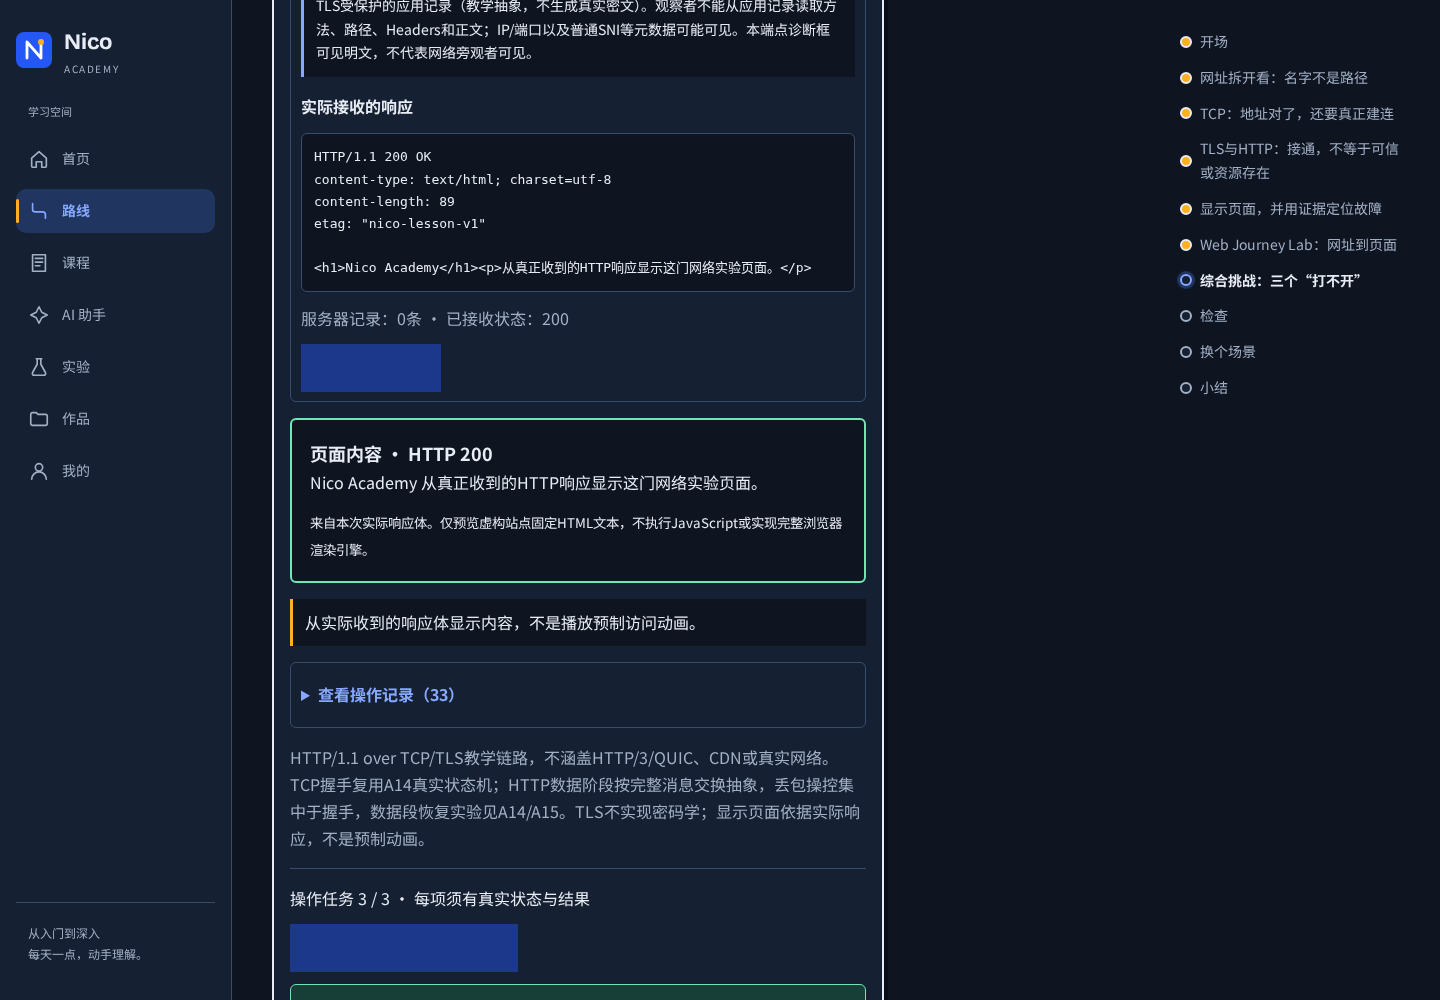 Nico
ACADEMY
学习空间
首页
路线
课程
AI 助手
实验
作品
我的
从入门到深入
每天一点，动手理解。
TLS受保护的应用记录（教学抽象，不生成真实密文）。观察者不能从应用记录读取方
法、路径、Headers和正文；IP/端口以及普通SNI等元数据可能可见。本端点诊断框
可见明文，不代表网络旁观者可见。
实际接收的响应
HTTP/1.1 200 OK
content-type: text/html; charset=utf-8
content-length: 89
etag: "nico-lesson-v1"
<h1>Nico Academy</h1><p>从真正收到的HTTP响应显示这门网络实验页面。</p>
服务器记录：0条 · 已接收状态：200
页面内容 · HTTP 200
Nico Academy 从真正收到的HTTP响应显示这门网络实验页面。
来自本次实际响应体。仅预览虚构站点固定HTML文本，不执行JavaScript或实现完整浏览器
渲染引擎。
从实际收到的响应体显示内容，不是播放预制访问动画。
查看操作记录（33）
HTTP/1.1 over TCP/TLS教学链路，不涵盖HTTP/3/QUIC、CDN或真实网络。
TCP握手复用A14真实状态机；HTTP数据阶段按完整消息交换抽象，丢包操控集
中于握手，数据段恢复实验见A14/A15。TLS不实现密码学；显示页面依据实际响
应，不是预制动画。
操作任务 3 / 3 · 每项须有真实状态与结果
开场
网址拆开看：名字不是路径
TCP：地址对了，还要真正建连
TLS与HTTP：接通，不等于可信
或资源存在
显示页面，并用证据定位故障
Web Journey Lab：网址到页面
综合挑战：三个“打不开”
检查
换个场景
小结